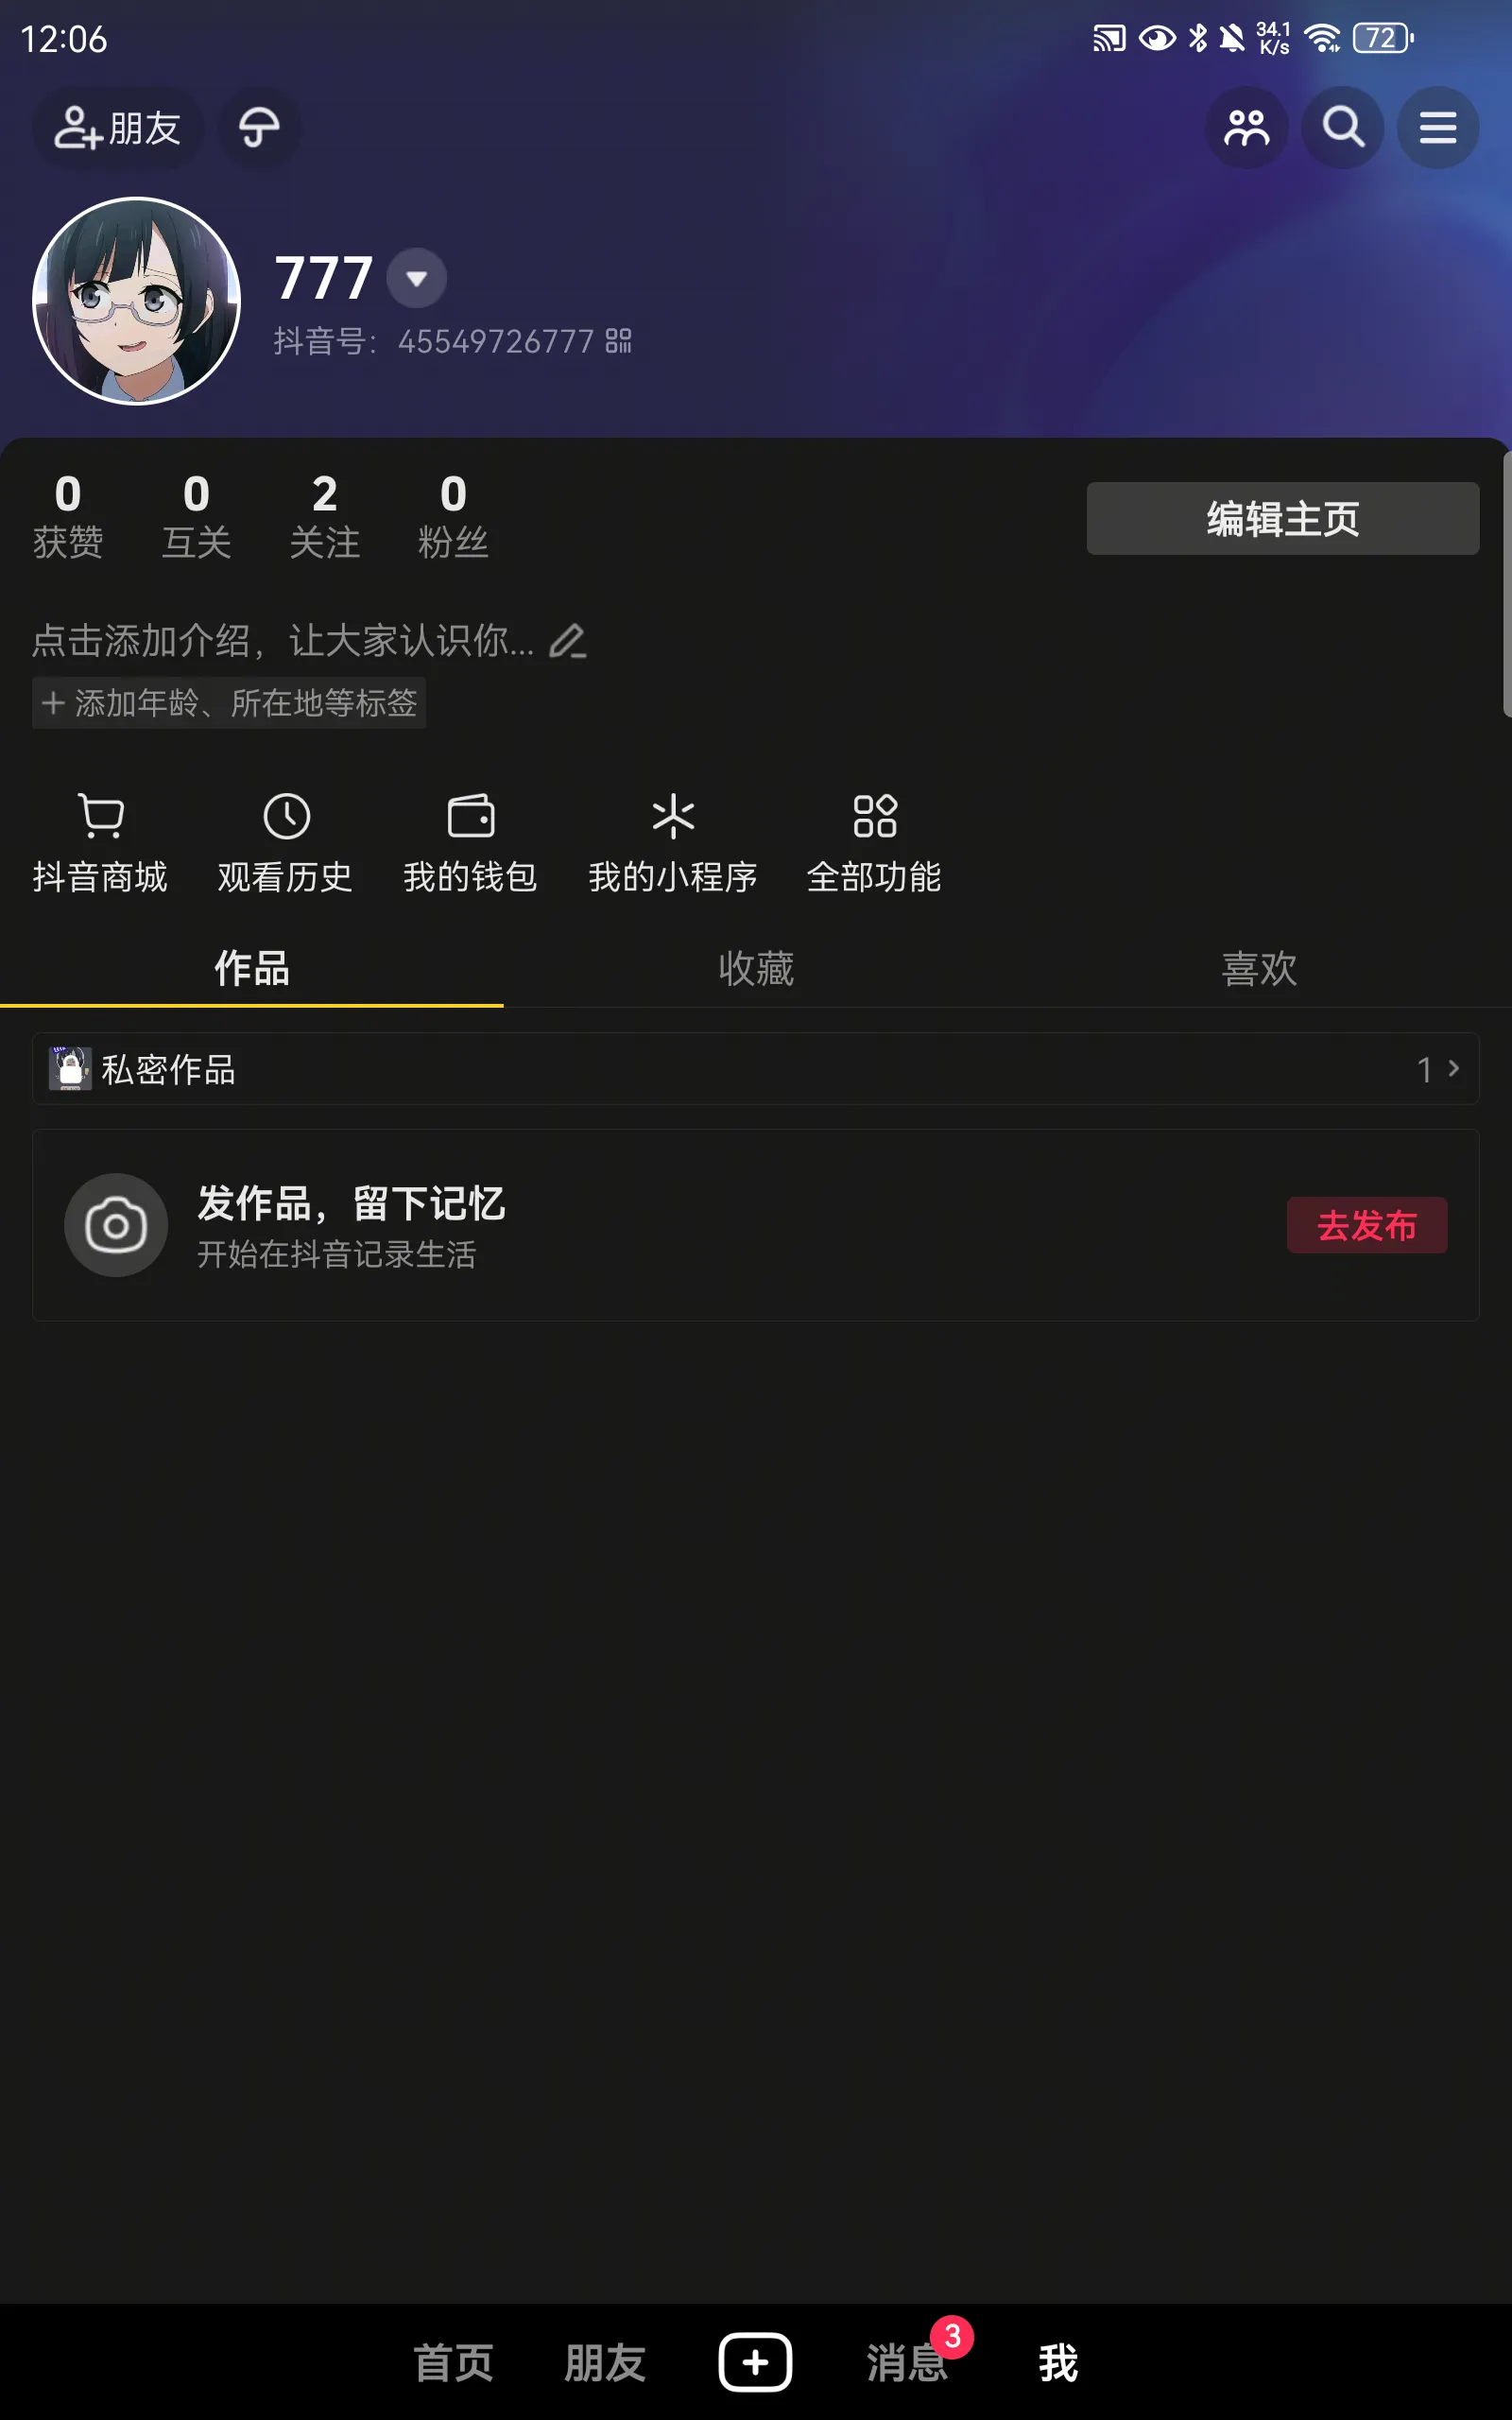 12:06
34.1
K/s
72
朋友
777
抖音号：45549726777
0
获赞
0
互关
2
关注
0
粉丝
编辑主页
点击添加介绍，让大家认识你...
+ 添加年龄、所在地等标签
抖音商城
观看历史
我的钱包
我的小程序
全部功能
作品
收藏
喜欢
私密作品
1
发作品，留下记忆
开始在抖音记录生活
去发布
首页
朋友
消息
3
我